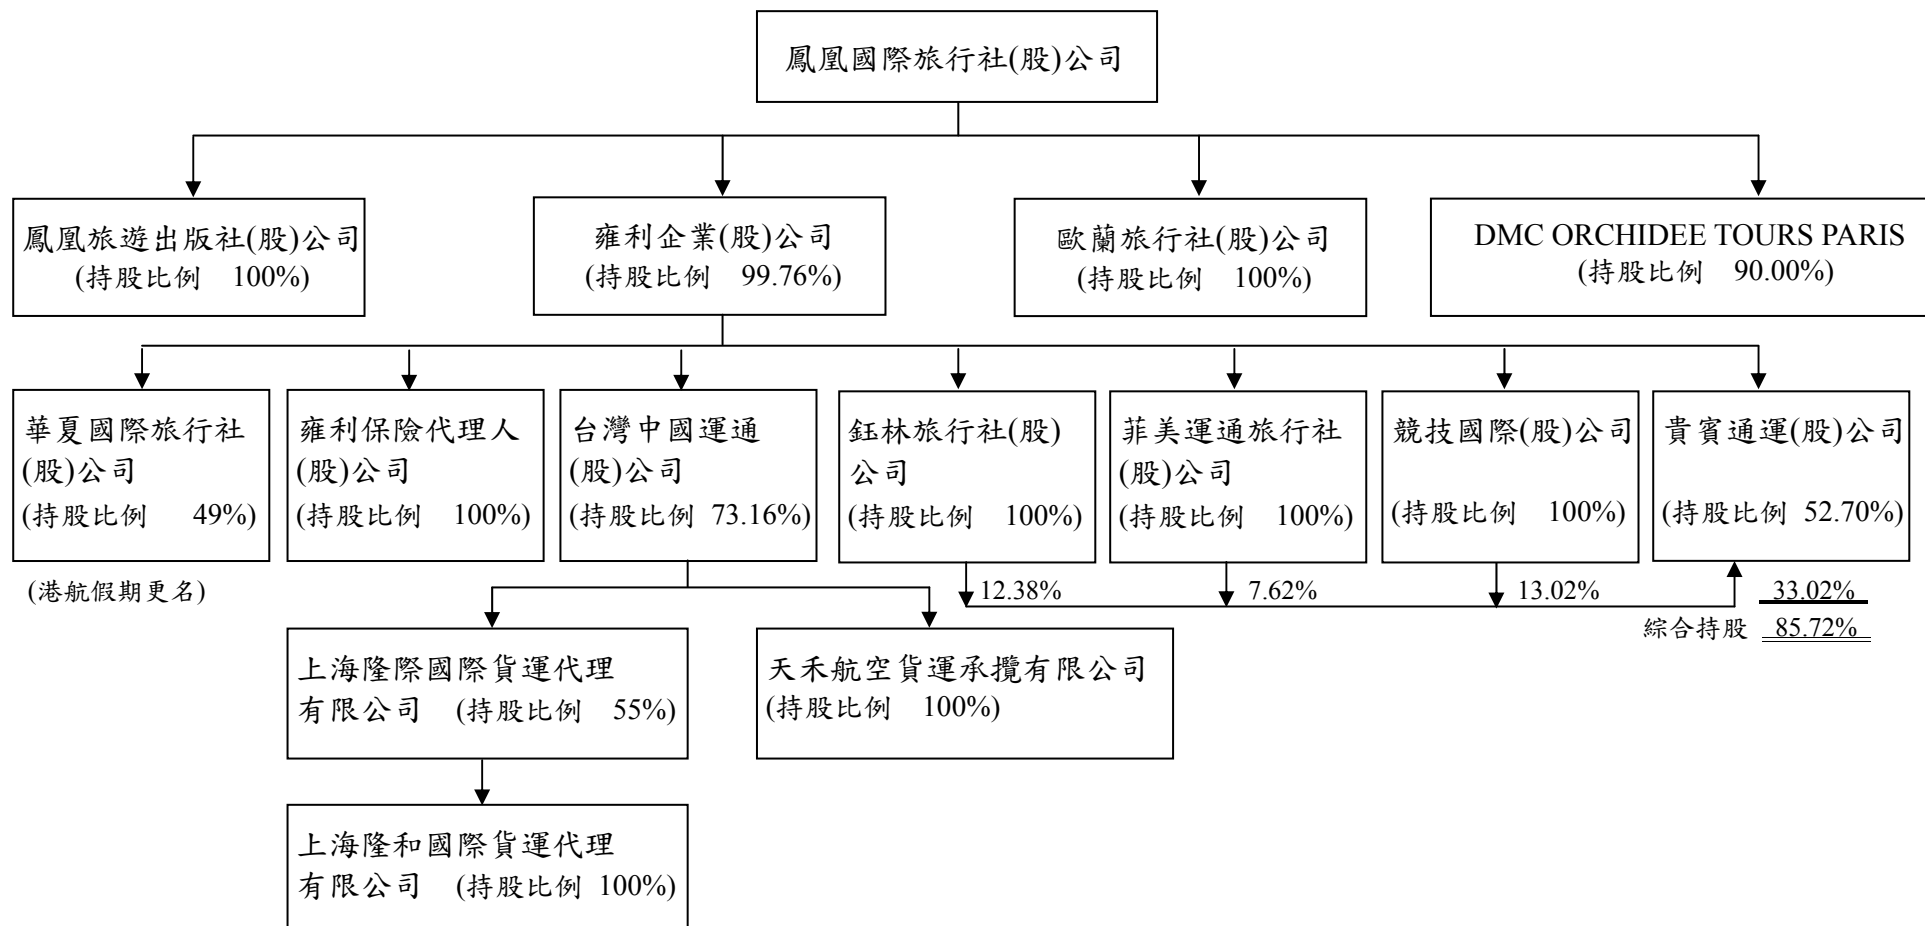 鳳凰國際旅行社(股)公司
鳳凰旅遊出版社(股)公司
(持股比例 100%)
雍利企業(股)公司
(持股比例 99.76%)
歐蘭旅行社(股)公司
(持股比例 100%)
DMC ORCHIDEE TOURS PARIS
(持股比例 90.00%)
華夏國際旅行社
(股)公司
(持股比例 49%)
(港航假期更名)
雍利保險代理人
(股)公司
(持股比例 100%)
台灣中國運通
(股)公司
(持股比例 73.16%)
鈺林旅行社(股)
公司
(持股比例 100%)
菲美運通旅行社
(股)公司
(持股比例 100%)
競技國際(股)公司
(持股比例 100%)
貴賓通運(股)公司
(持股比例 52.70%)
12.38%
7.62%
13.02%
33.02%
綜合持股 85.72%
上海隆際國際貨運代理
有限公司 (持股比例 55%)
天禾航空貨運承攬有限公司
(持股比例 100%)
上海隆和國際貨運代理
有限公司 (持股比例 100%)